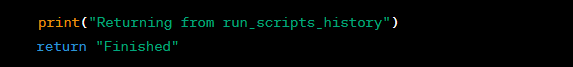 print("Returning from run_scripts_history")
return "Finished"